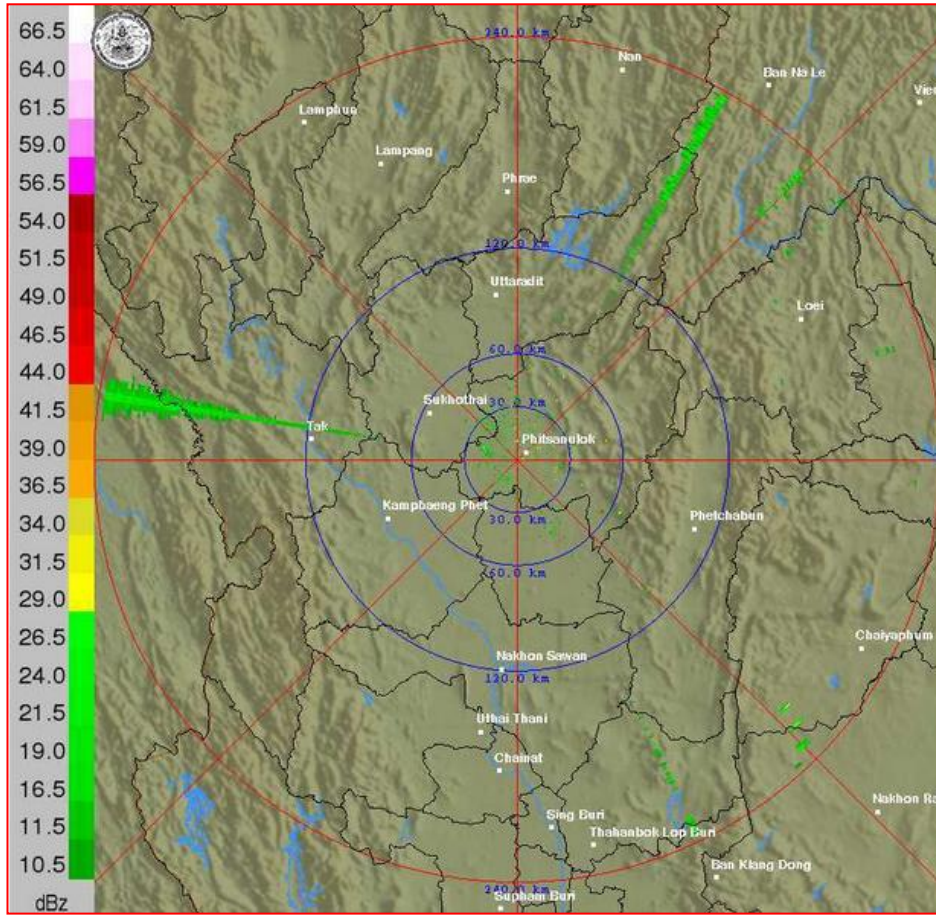 66.5
64.0
61.5
59.0
56.5
54.0
51.5
49.0
46.5
44.0
41.5
39.0
36.5
34.0
31.5
29.0
26.5
24.0
21.5
19.0
16.5
11.5
10.5
dBz
240.0 km
Nan
Ban Na Le
Vien
Lamphun
Lampang
Phrae
120.0 km
Uttaradit
Loei
60.0 km
30.0 km
Sukhothai
Tak
Phitsanulok
Kamphaeng Phet
30.0 km
Phetchabun
60.0 km
Chaiyaphum
Nakhon Sawan
120.0 km
Uthai Thani
Chainat
Sing Buri
Nakhon Ra
Thahanbok Lop Buri
Ban Klang Dong
240.0 km
Suphan Buri